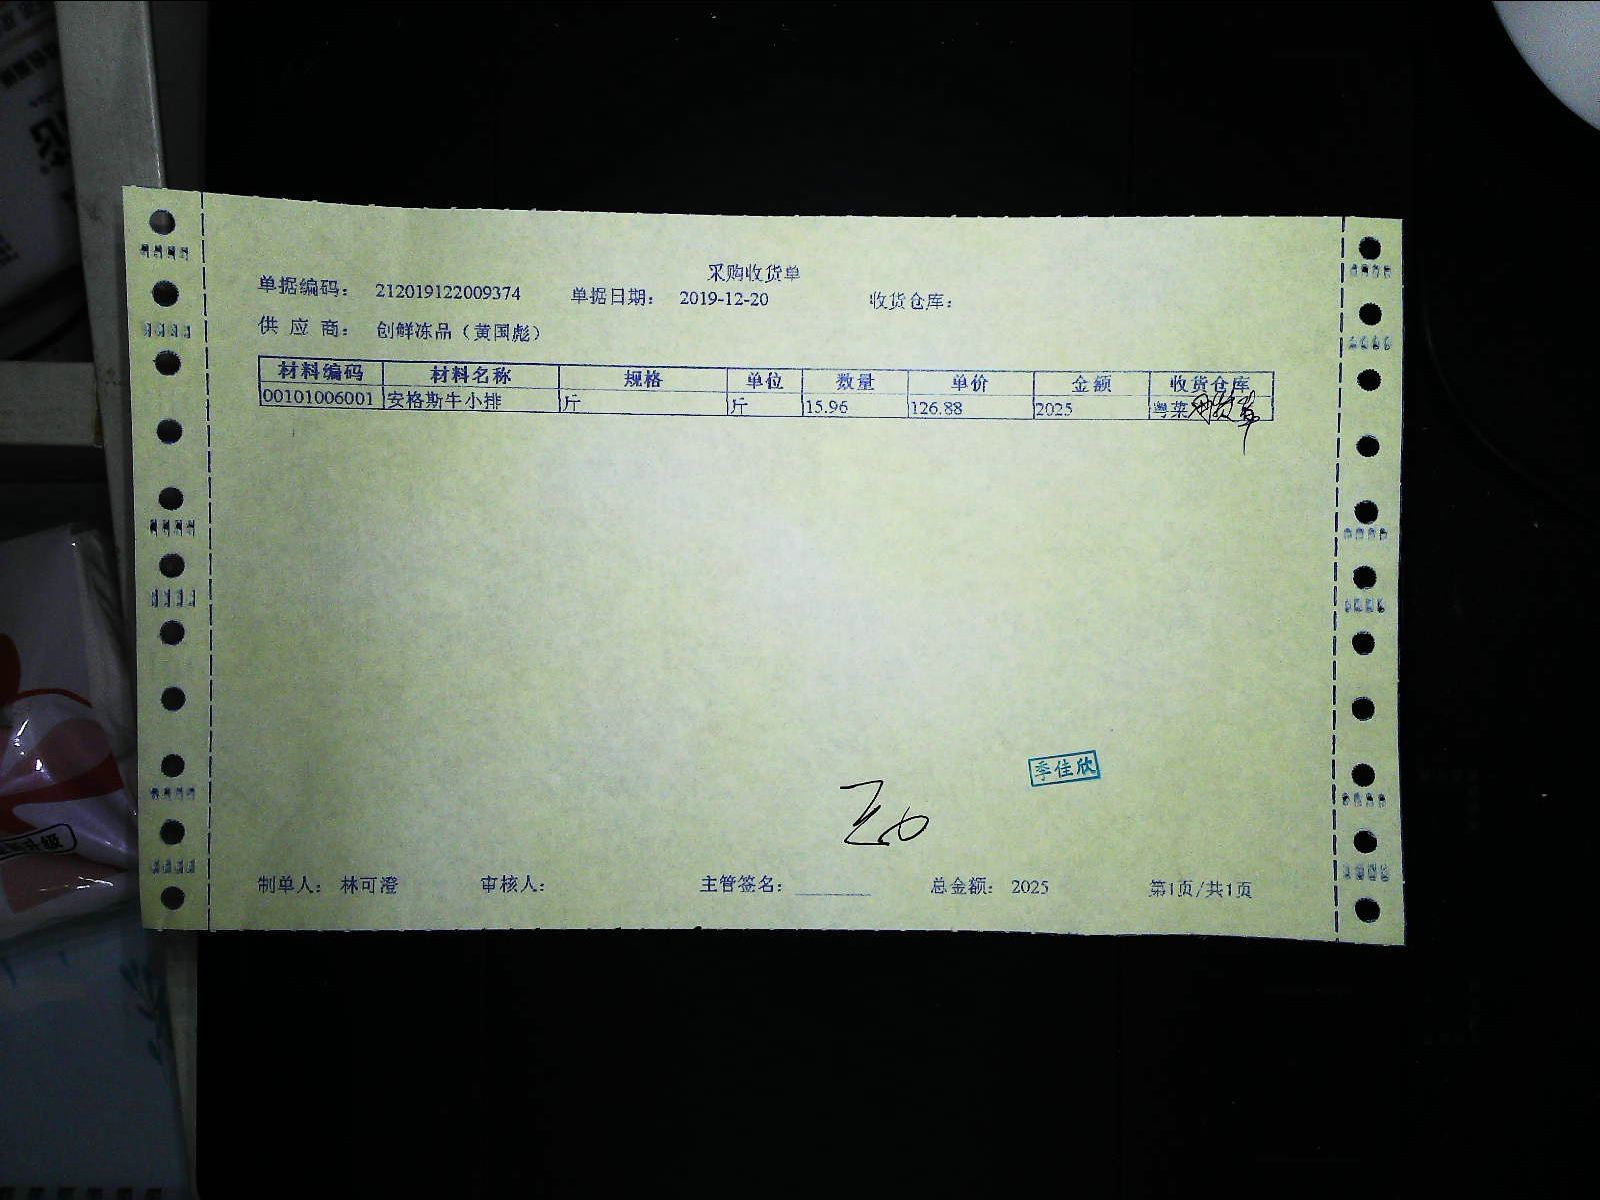 采购收货单
单据编码： 212019122009374 单据日期： 2019-12-20 收货仓库：
供 应 商： 创鲜冻品（黄国彪）
材料编码 材料名称 规格 单位 数量 单价 金额 收货仓库
00101006001 安格斯牛小排 斤 斤 15.96 126.88 2025 粤菜
季佳欣
制单人： 林可澄 审核人： 主管签名： 总金额： 2025 第1页/共1页